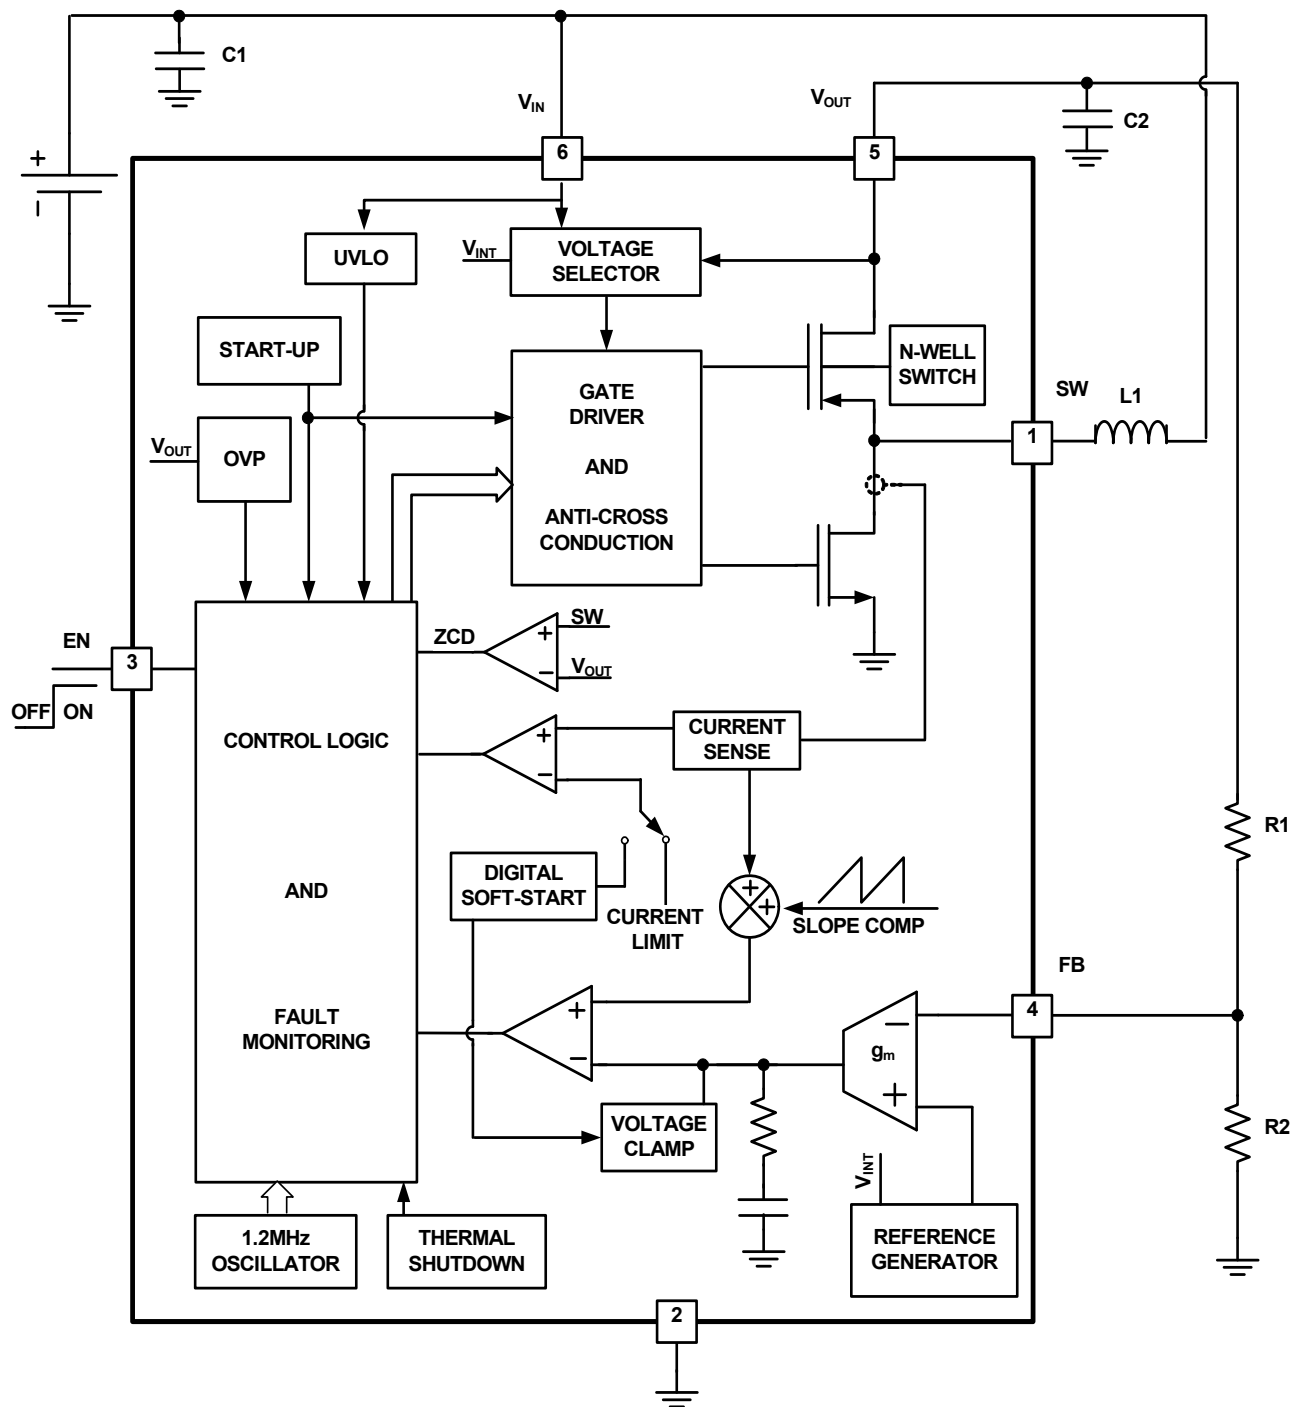 C1
VIN
VOUT
C2
+
6
5
−
UVLO
VINT
VOLTAGE
SELECTOR
START-UP
N-WELL
SWITCH
GATE
DRIVER
AND
ANTI-CROSS
CONDUCTION
SW
L1
1
VOUT
OVP
EN
3
OFF
ON
ZCD
+
−
SW
VOUT
CONTROL LOGIC
AND
FAULT
MONITORING
+
−
CURRENT
SENSE
R1
DIGITAL
SOFT-START
CURRENT
LIMIT
+
+
SLOPE COMP
FB
4
+
−
−
gm
+
VOLTAGE
CLAMP
R2
VINT
1.2MHz
OSCILLATOR
THERMAL
SHUTDOWN
REFERENCE
GENERATOR
2